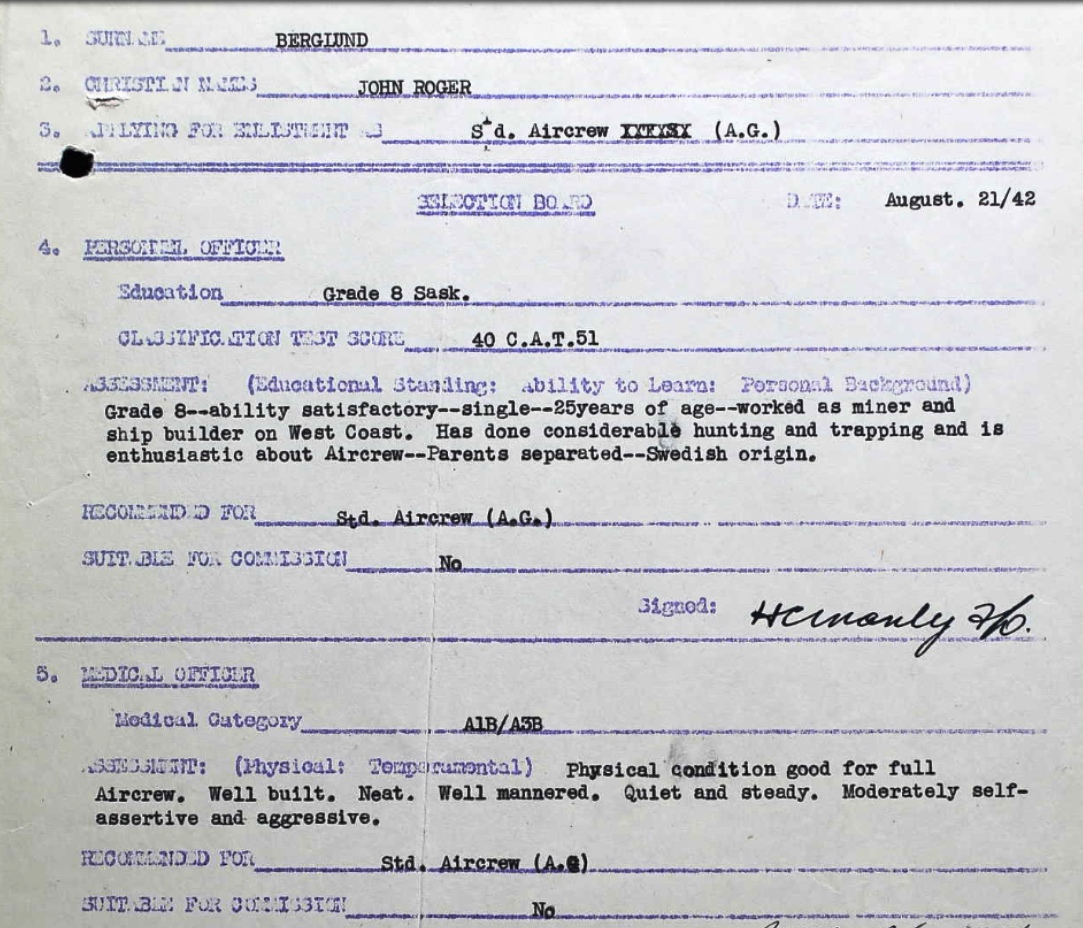 1. SURNAME BERGLUND
2. CHRISTIAN NAMES JOHN ROGER
3. APPLYING FOR ENLISTMENT AS Std. Aircrew XXXXSX (A.G.)
SELECTION BOARD DATE: August. 21/42
4. PERSONNEL OFFICER
Education Grade 8 Sask.
CLASSIFICATION TEST SCORE 40 C.A.T.51
ASSESSMENT: (Educational Standing: Ability to Learn: Personal Background)
Grade 8--ability satisfactory--single--25years of age--worked as miner and
ship builder on West Coast. Has done considerable hunting and trapping and is
enthusiastic about Aircrew--Parents separated--Swedish origin.
RECOMMENDED FOR Std. Aircrew (A.G.)
SUITABLE FOR COMMISSION No
Signed: F/O.
5. MEDICAL OFFICER
Medical Category A1B/A3B
ASSESSMENT: (Physical: Temperamental) Physical condition good for full
Aircrew. Well built. Neat. Well mannered. Quiet and steady. Moderately self-
assertive and aggressive.
RECOMMENDED FOR Std. Aircrew (A.G)
SUITABLE FOR COMMISSION No